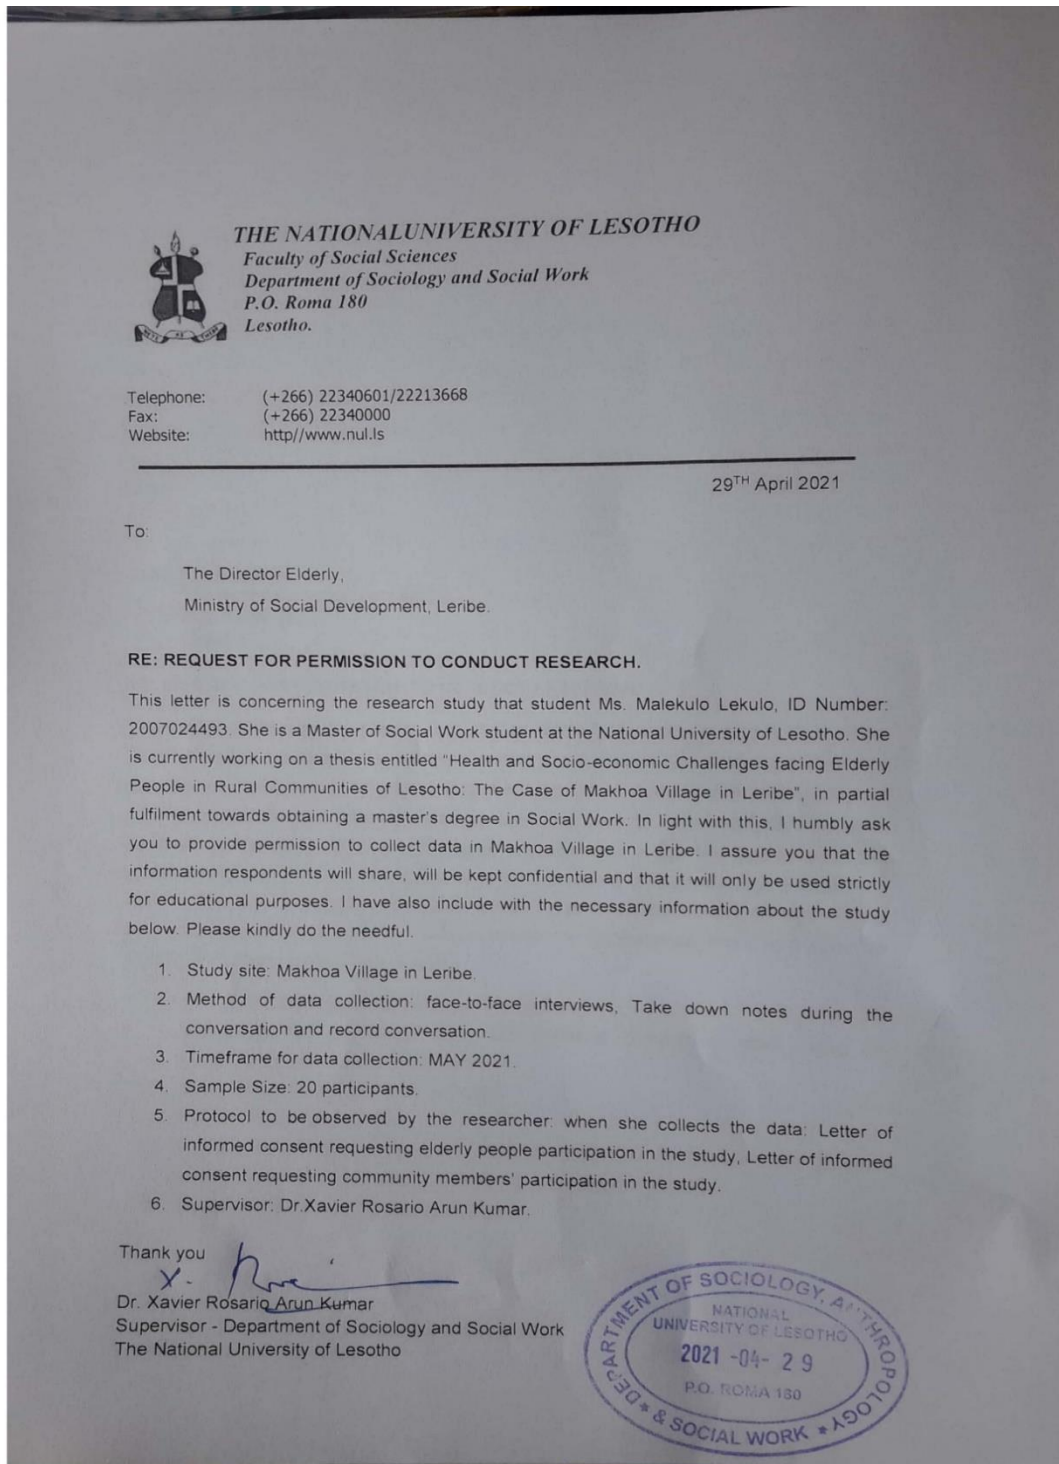 THE NATIONALUNIVERSITY OF LESOTHO
Faculty of Social Sciences
Department of Sociology and Social Work
P.O. Roma 180
Lesotho.
Telephone: (+266) 22340601/22213668
Fax: (+266) 22340000
Website: http//www.nul.ls
29TH April 2021
To:
The Director Elderly,
Ministry of Social Development, Leribe.
RE: REQUEST FOR PERMISSION TO CONDUCT RESEARCH.
This letter is concerning the research study that student Ms. Malekulo Lekulo, ID Number:
2007024493. She is a Master of Social Work student at the National University of Lesotho. She
is currently working on a thesis entitled "Health and Socio-economic Challenges facing Elderly
People in Rural Communities of Lesotho: The Case of Makhoa Village in Leribe", in partial
fulfilment towards obtaining a master's degree in Social Work. In light with this, I humbly ask
you to provide permission to collect data in Makhoa Village in Leribe. I assure you that the
information respondents will share, will be kept confidential and that it will only be used strictly
for educational purposes. I have also include with the necessary information about the study
below. Please kindly do the needful.
1. Study site: Makhoa Village in Leribe.
2. Method of data collection: face-to-face interviews, Take down notes during the
conversation and record conversation.
3. Timeframe for data collection: MAY 2021.
4. Sample Size: 20 participants.
5. Protocol to be observed by the researcher: when she collects the data: Letter of
informed consent requesting elderly people participation in the study, Letter of informed
consent requesting community members' participation in the study.
6. Supervisor: Dr.Xavier Rosario Arun Kumar.
Thank you
Dr. Xavier Rosario Arun Kumar
Supervisor - Department of Sociology and Social Work
The National University of Lesotho
DEPARTMENT OF SOCIOLOGY, ANTHROPOLOGY
& SOCIAL WORK
NATIONAL
UNIVERSITY OF LESOTHO
2021 -04- 29
P.O. ROMA 180